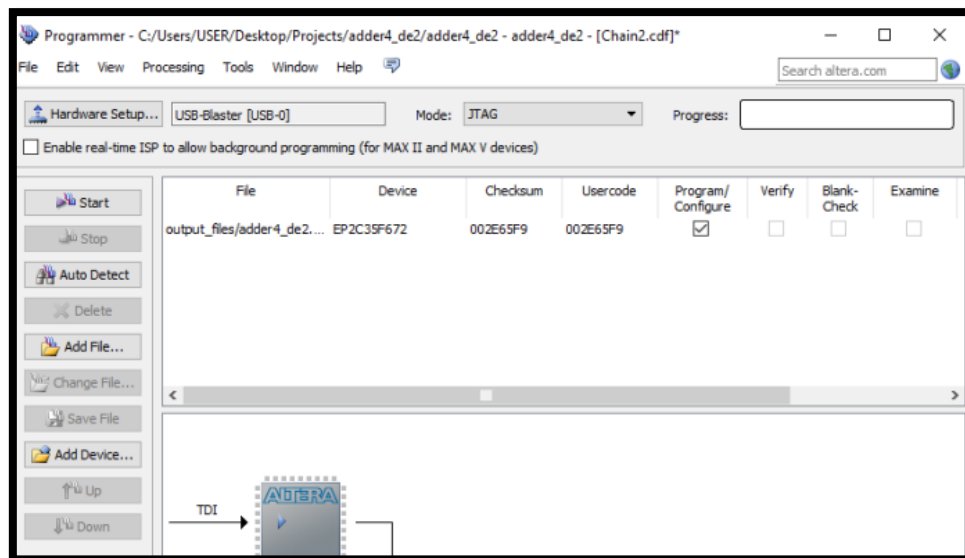 Programmer - C:/Users/USER/Desktop/Projects/adder4_de2/adder4_de2 - adder4_de2 - [Chain2.cdf]*
File Edit View Processing Tools Window Help
Search altera.com
Hardware Setup... USB-Blaster [USB-0] Mode: JTAG Progress:
Enable real-time ISP to allow background programming (for MAX II and MAX V devices)
Start
Stop
Auto Detect
Delete
Add File...
Change File...
Save File
Add Device...
Up
Down
File Device Checksum Usercode Program/ Verify Blank- Examine
Configure Check
output_files/adder4_de2.... EP2C35F672 002E65F9 002E65F9
ALTERA
TDI